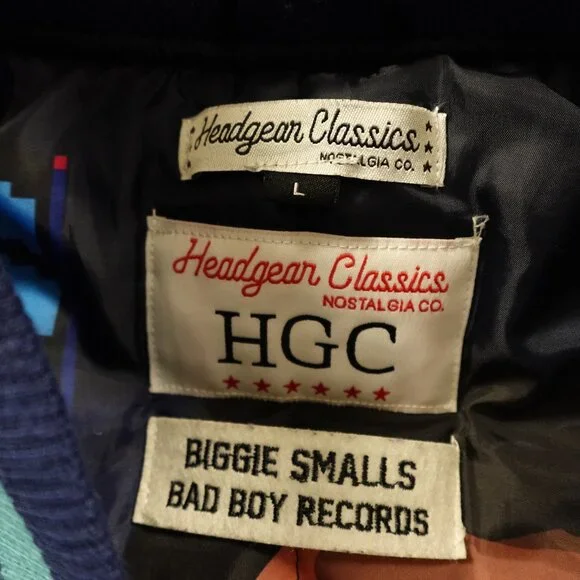 Headgear Classics
NOSTALGIA CO.
L
Headgear Classics
NOSTALGIA CO.
HGC
BIGGIE SMALLS
BAD BOY RECORDS